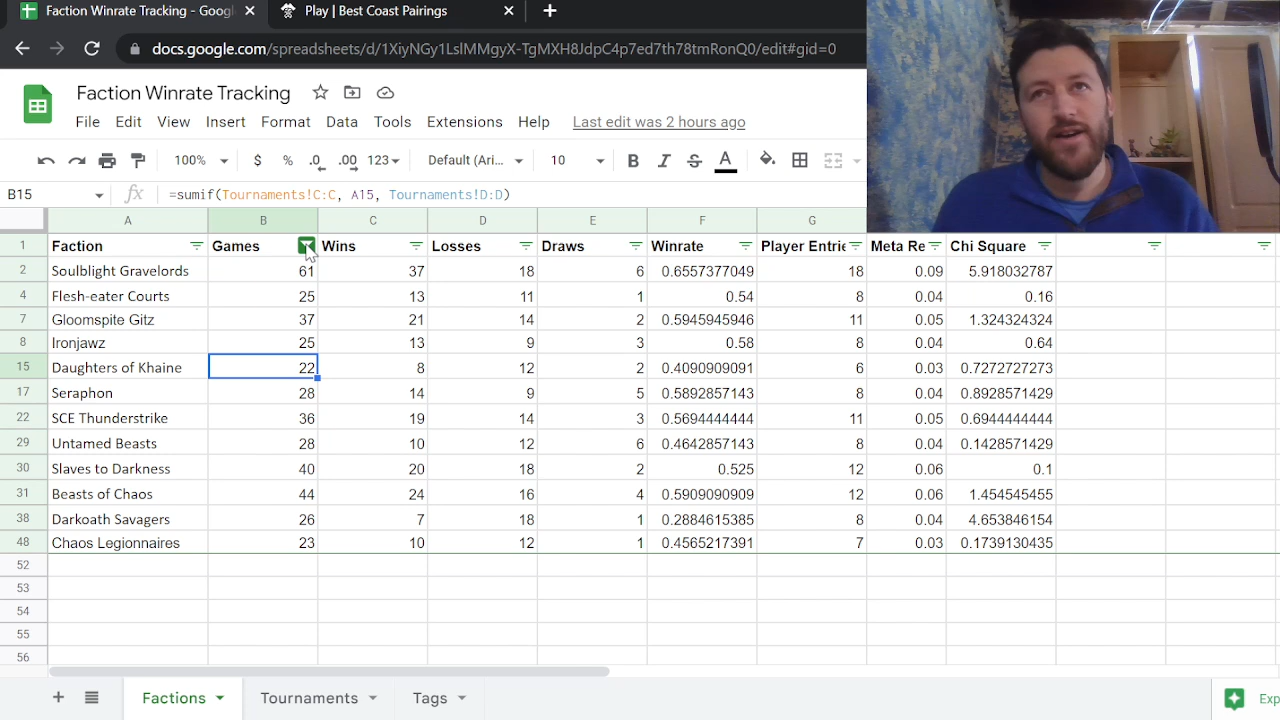 Faction Winrate Tracking - Googl
Play | Best Coast Pairings
docs.google.com/spreadsheets/d/1XiyNGy1LslMMgyX-TgMXH8JdpC4p7ed7th78tmRonQ0/edit#gid=0
Faction Winrate Tracking
File Edit View Insert Format Data Tools Extensions Help Last edit was 2 hours ago
100% $ % .0 .00 123 Default (Ari... 10 B I S A
B15 fx =sumif(Tournaments!C:C, A15, Tournaments!D:D)
A B C D E F G
1 Faction Games Wins Losses Draws Winrate Player Entrie Meta Re Chi Square
2 Soulblight Gravelords 61 37 18 6 0.6557377049 18 0.09 5.918032787
4 Flesh-eater Courts 25 13 11 1 0.54 8 0.04 0.16
7 Gloomspite Gitz 37 21 14 2 0.5945945946 11 0.05 1.324324324
8 Ironjawz 25 13 9 3 0.58 8 0.04 0.64
15 Daughters of Khaine 22 8 12 2 0.4090909091 6 0.03 0.7272727273
17 Seraphon 28 14 9 5 0.5892857143 8 0.04 0.8928571429
22 SCE Thunderstrike 36 19 14 3 0.5694444444 11 0.05 0.6944444444
29 Untamed Beasts 28 10 12 6 0.4642857143 8 0.04 0.1428571429
30 Slaves to Darkness 40 20 18 2 0.525 12 0.06 0.1
31 Beasts of Chaos 44 24 16 4 0.5909090909 12 0.06 1.454545455
38 Darkoath Savagers 26 7 18 1 0.2884615385 8 0.04 4.653846154
48 Chaos Legionnaires 23 10 12 1 0.4565217391 7 0.03 0.1739130435
52
53
54
55
56
+ Factions Tournaments Tags Exp